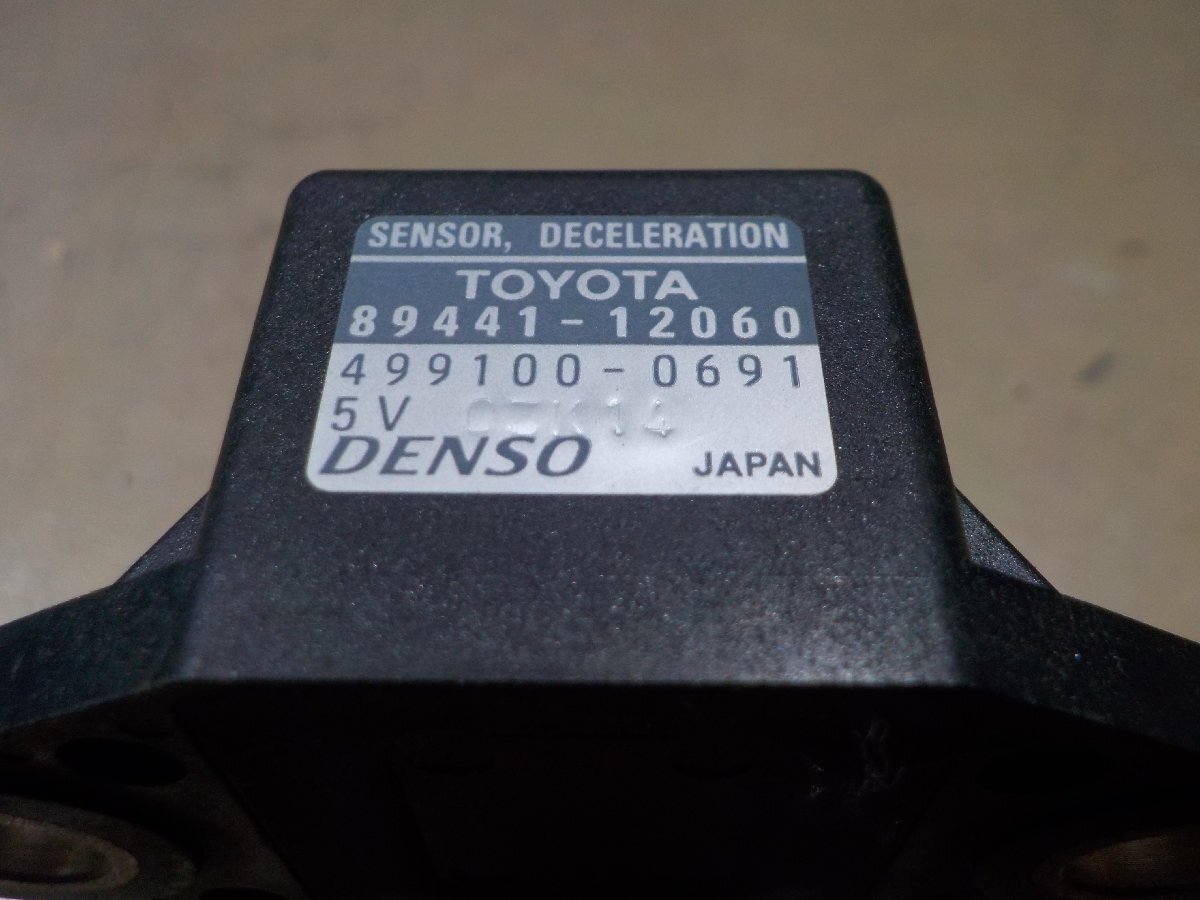 SENSOR, DECELERATION
TOYOTA
89441-12060
499100-0691
5V
DENSO JAPAN